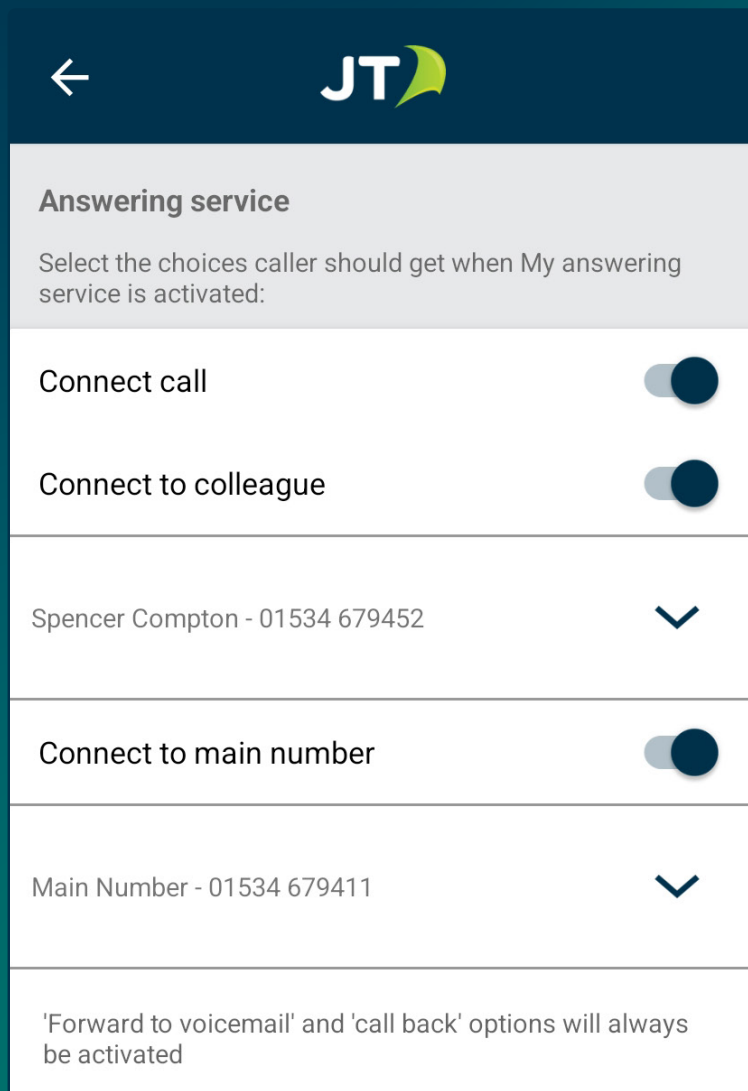 JT
Answering service
Select the choices caller should get when My answering
service is activated:
Connect call
Connect to colleague
Spencer Compton - 01534 679452
Connect to main number
Main Number - 01534 679411
'Forward to voicemail' and 'call back' options will always
be activated